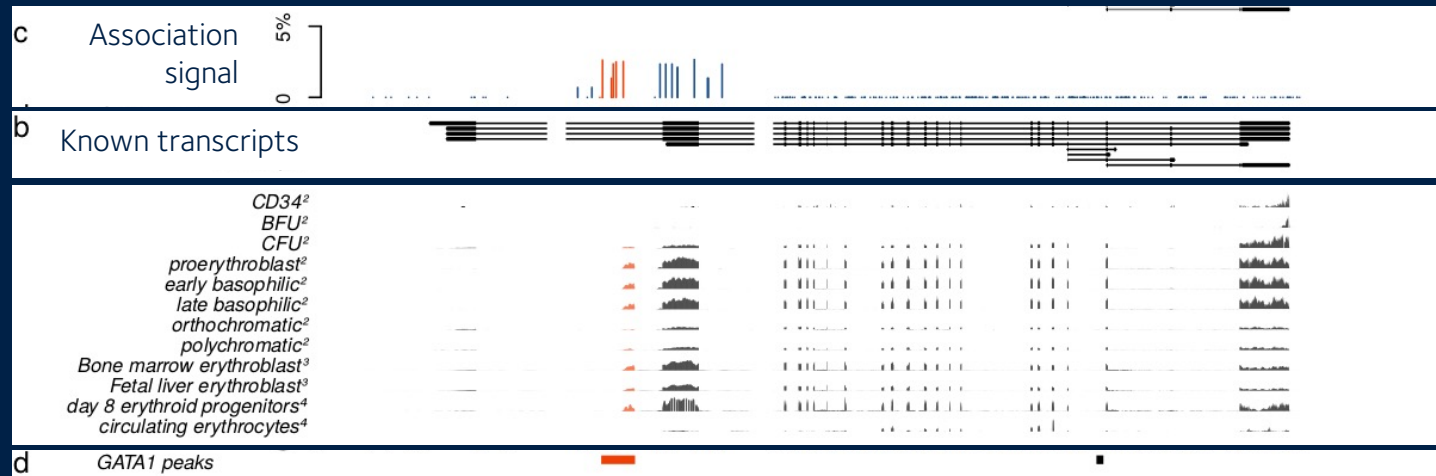 c
Association
signal
5%
0
b
Known transcripts
CD34²
BFU²
CFU²
proerythroblast²
early basophilic²
late basophilic²
orthochromatic²
polychromatic²
Bone marrow erythroblast³
Fetal liver erythroblast³
day 8 erythroid progenitors⁴
circulating erythrocytes⁴
d
GATA1 peaks